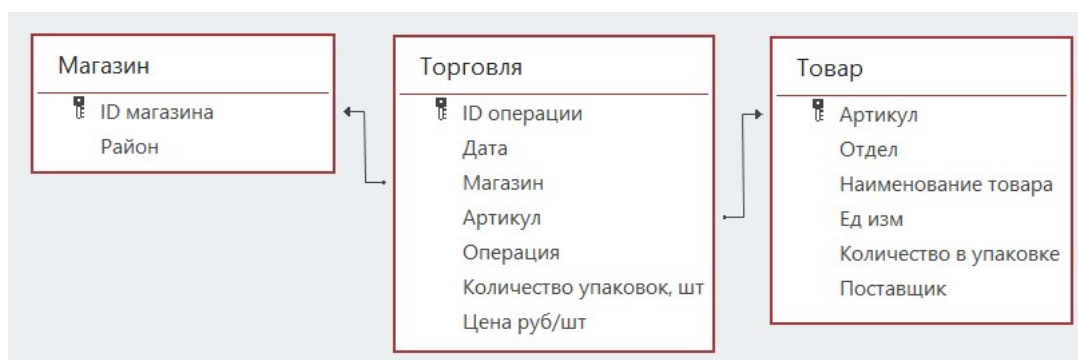 Магазин
ID магазина
Район
Торговля
ID операции
Дата
Магазин
Артикул
Операция
Количество упаковок, шт
Цена руб/шт
Товар
Артикул
Отдел
Наименование товара
Ед изм
Количество в упаковке
Поставщик